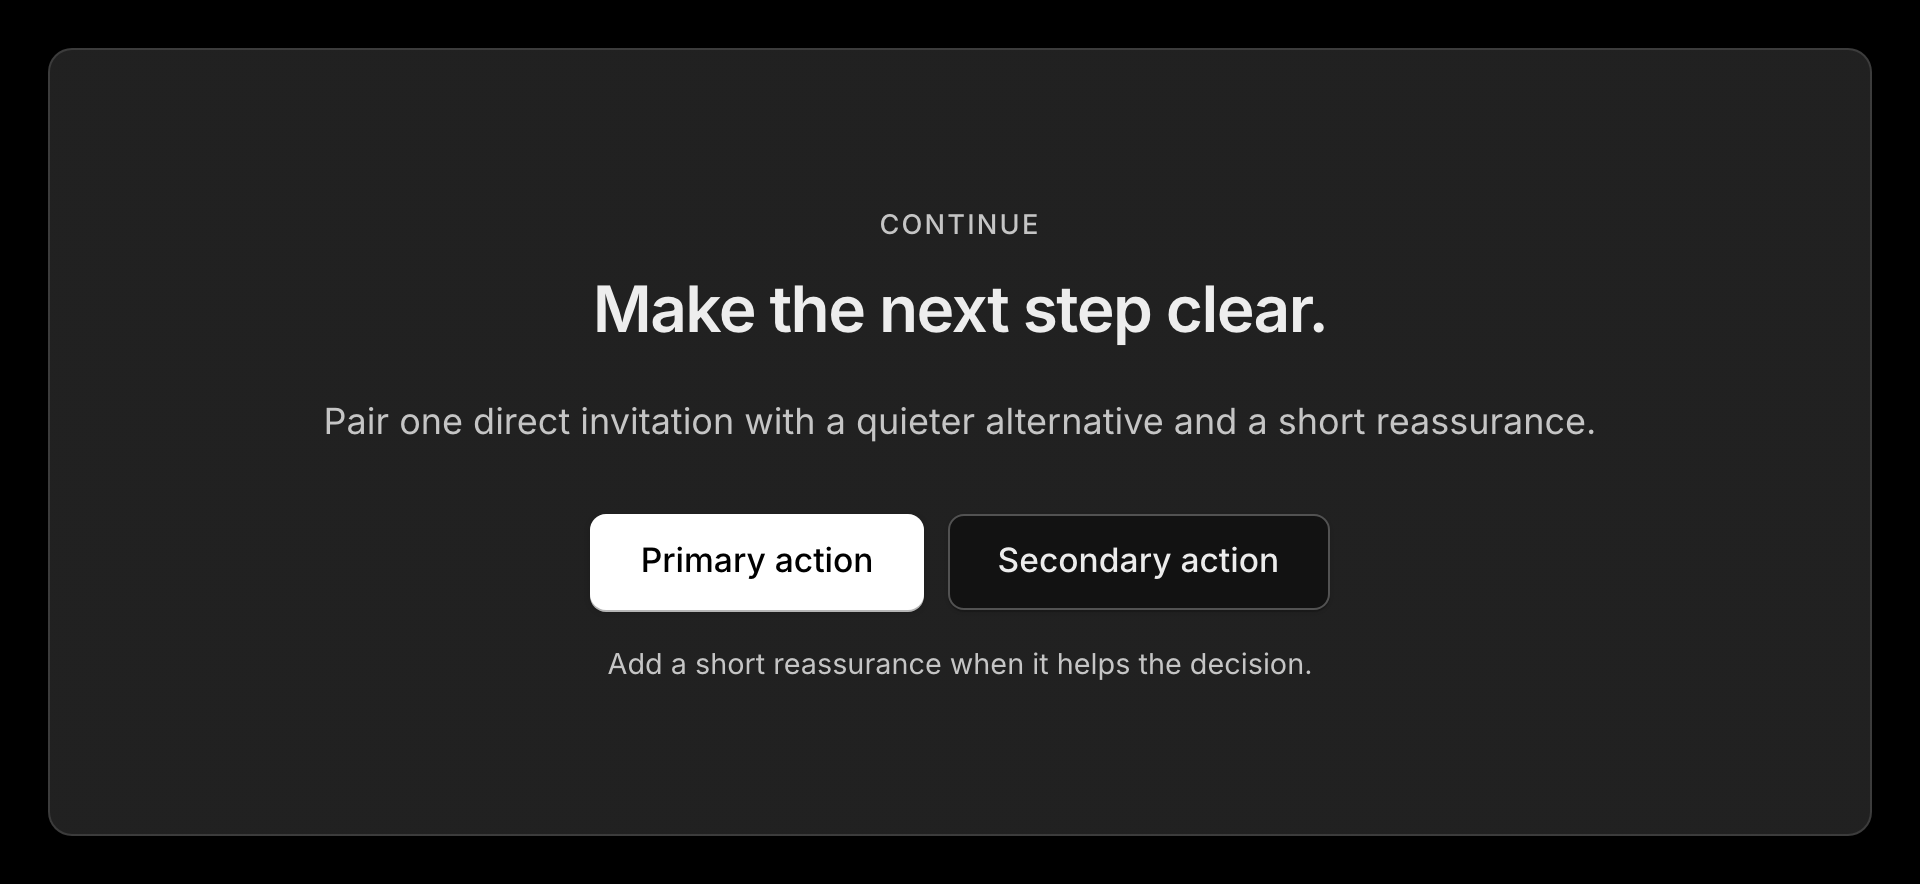 CONTINUE
Make the next step clear.
Pair one direct invitation with a quieter alternative and a short reassurance.
Primary action
Secondary action
Add a short reassurance when it helps the decision.